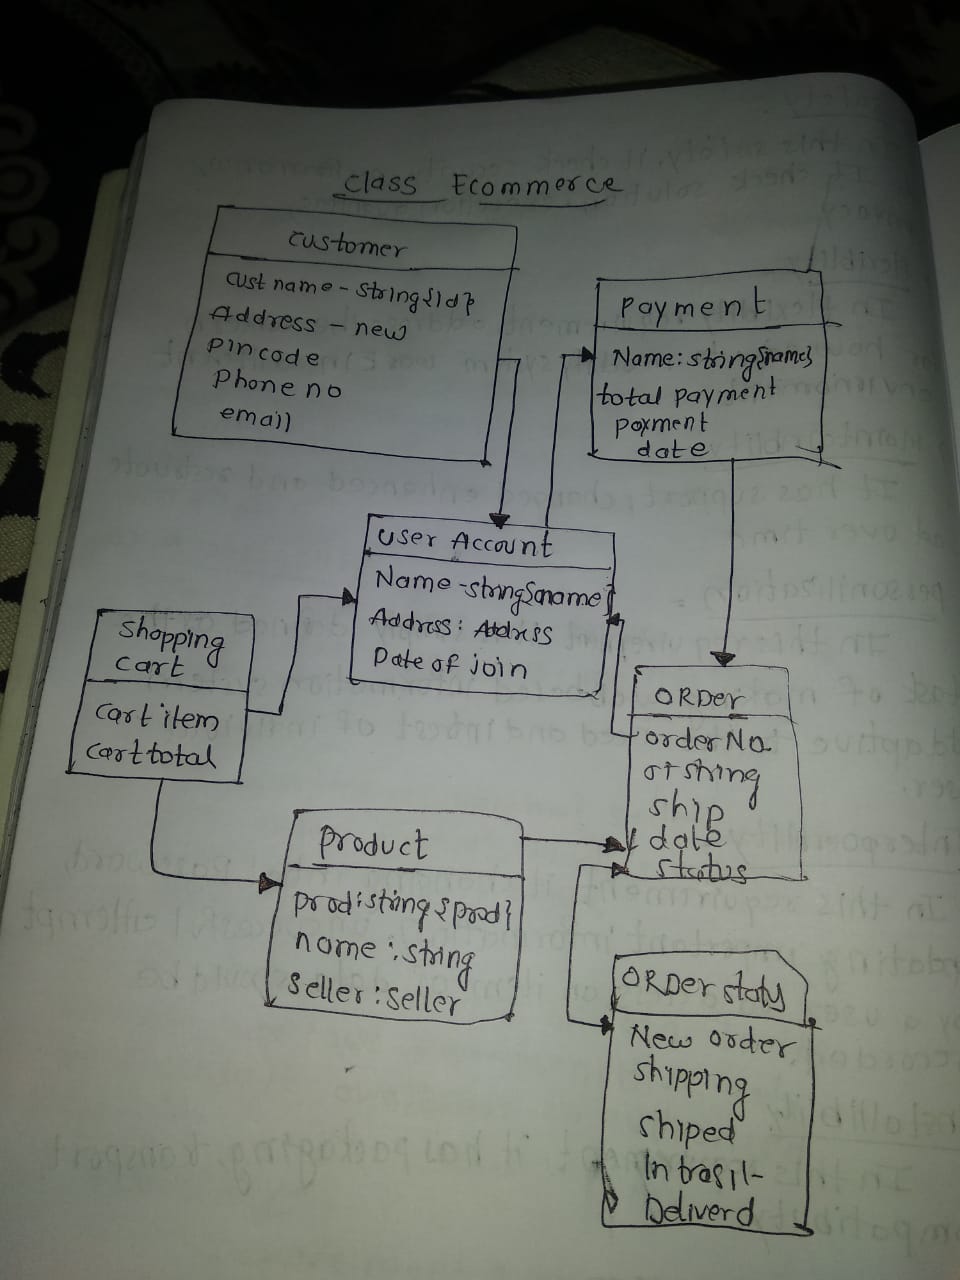 class Ecommerce
customer
cust name - string {Id}
Address - new
pincode
Phone no
email
payment
Name: string {name}
total payment
payment
date
user Account
Name - string {name}
Address: Address
Date of join
shopping
cart
cart item
cart total
ORDer
order No
string
ship
date
status
product
prod: string {prod}
name : string
seller : seller
ORDer
New order
shipping
shiped
In
Deliverd